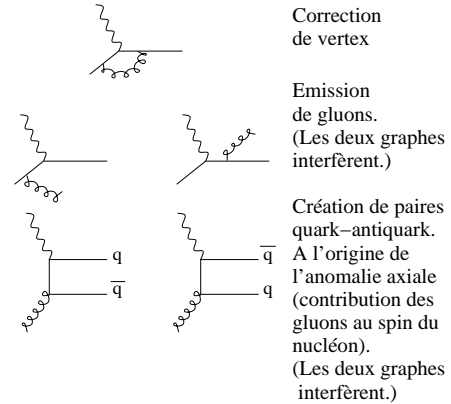 Correction
de vertex
Emission
de gluons.
(Les deux graphes
interfèrent.)
Création de paires
quark−antiquark.
A l'origine de
l'anomalie axiale
(contribution des
gluons au spin du
nucléon).
(Les deux graphes
interfèrent.)
q
q̅
q̅
q